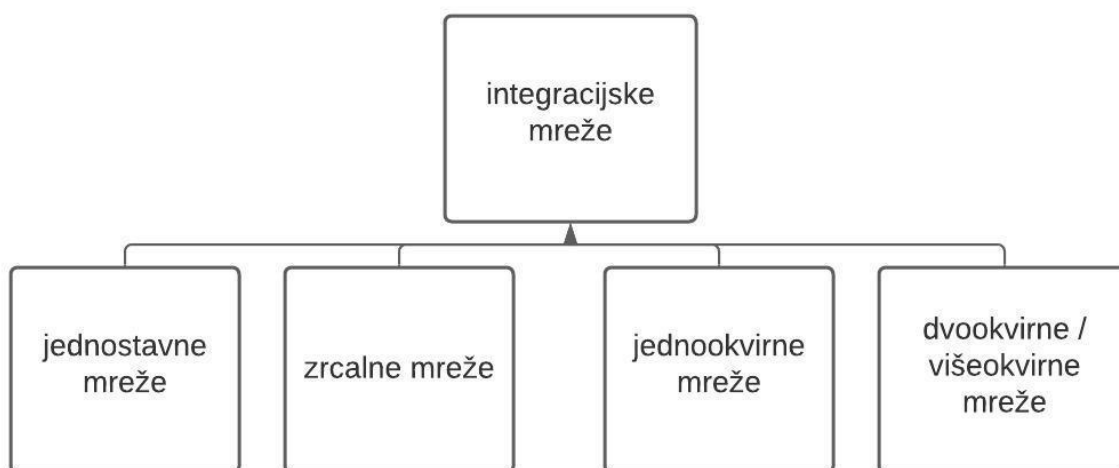 integracijske
mreže
jednostavne
mreže
zrcalne mreže
jednookvirne
mreže
dvookvirne /
višeokvirne
mreže